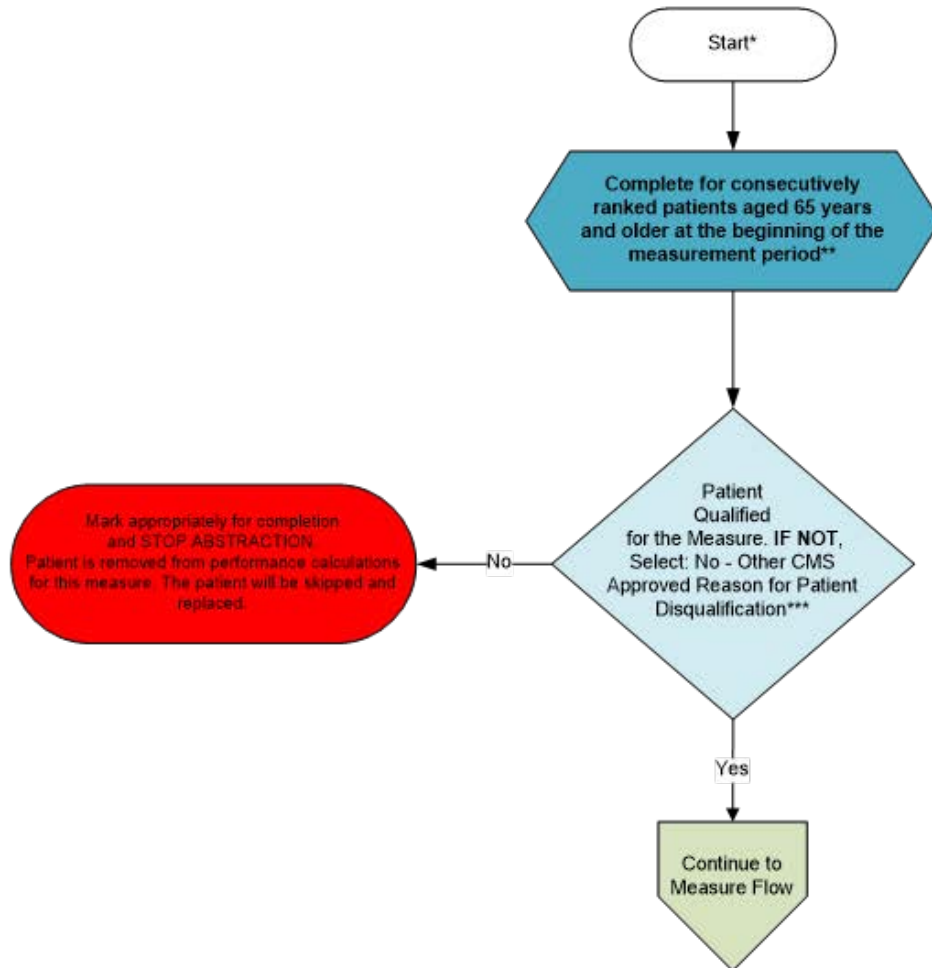 Start*
Complete for consecutively
ranked patients aged 65 years
and older at the beginning of the
measurement period**
Patient
Qualified
for the Measure. IF NOT,
Select: No - Other CMS
Approved Reason for Patient
Disqualification***
No
Mark appropriately for completion
and STOP ABSTRACTION.
Patient is removed from performance calculations
for this measure. The patient will be skipped and
replaced.
Yes
Continue to
Measure Flow